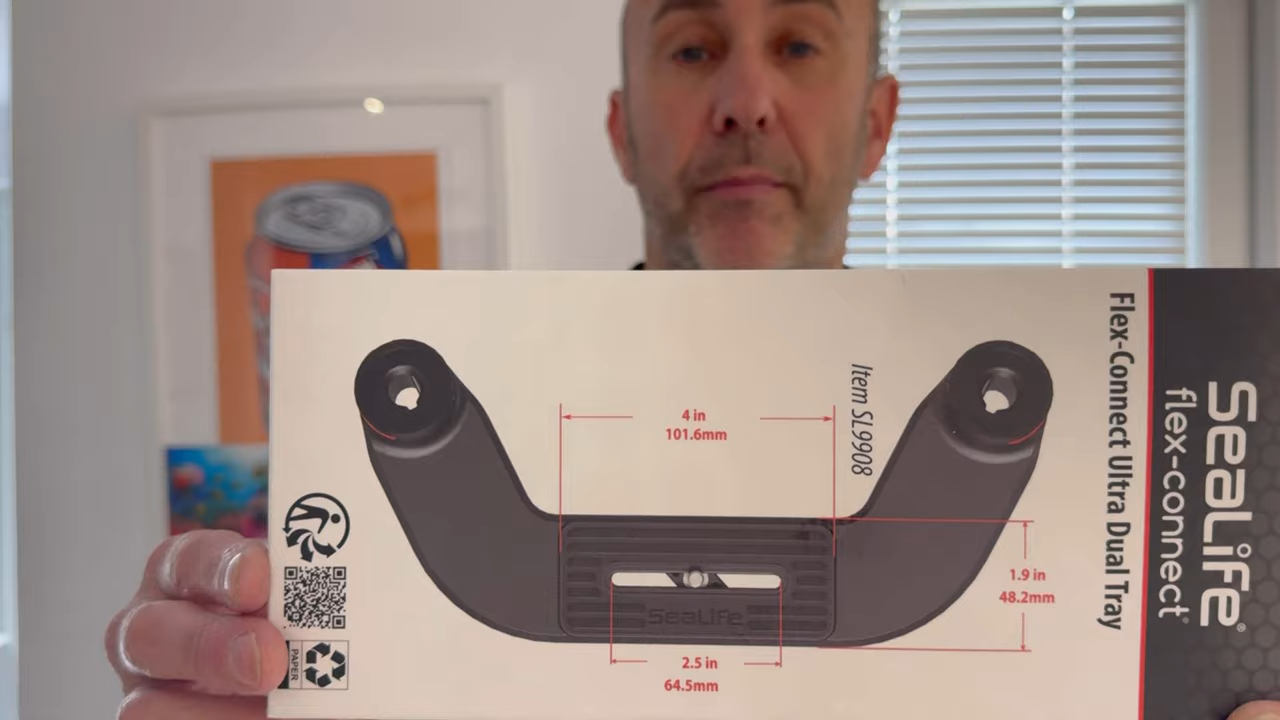 SeaLife®
flex-connect®
Flex-Connect Ultra Dual Tray
Item SL9908
4 in
101.6mm
1.9 in
48.2mm
SeaLife
2.5 in
64.5mm
PAPER